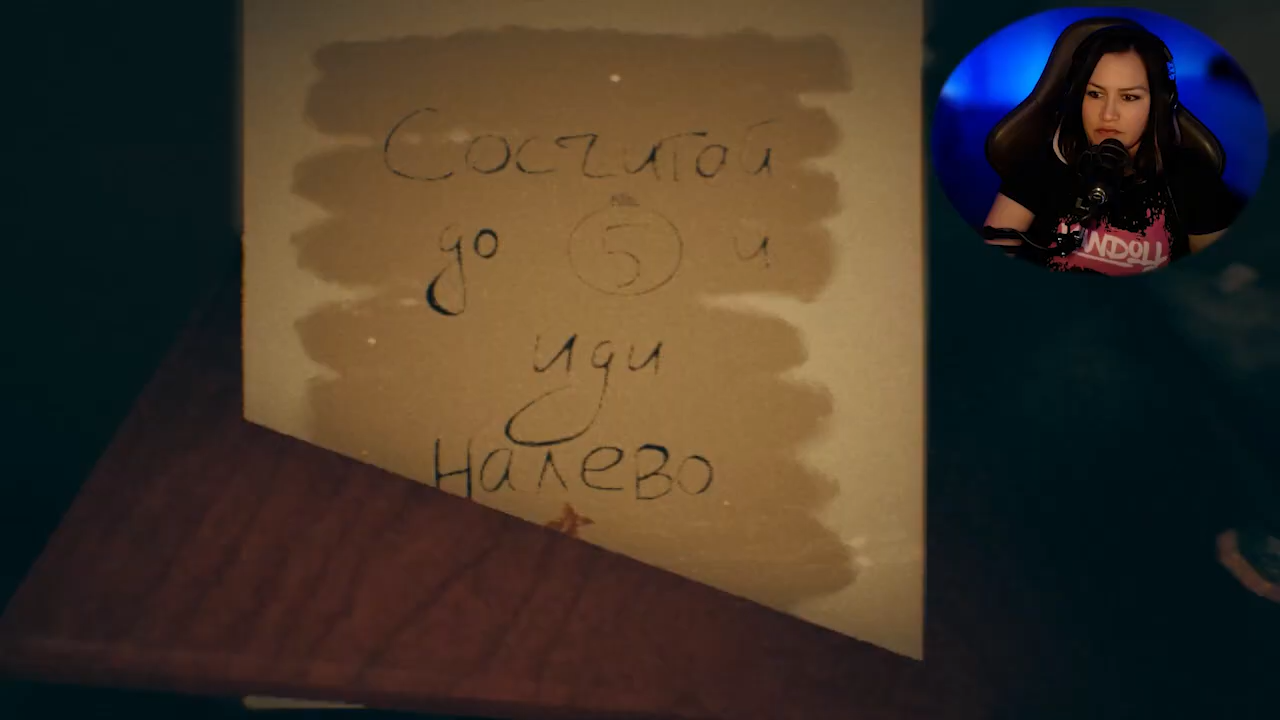 Сосчитай
до 5 и
иди
налево